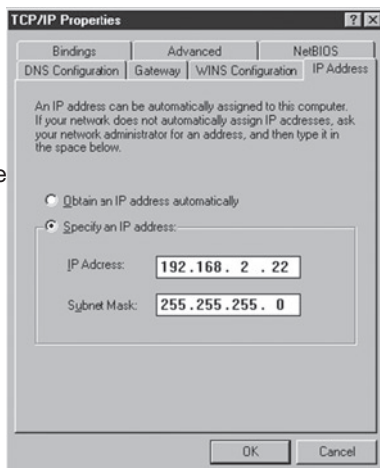 TCP/IP Properties
? X
Bindings Advanced NetBIOS
DNS Configuration Gateway WINS Configuration IP Address
An IP address can be automatically assigned to this computer.
If your network does not automatically assign IP acdresses, ask
your network administrator for an address, and then type it in
the space below.
e
Obtain an IP address automatically
Specify an IP address:
IP Adcress: 192.168. 2 .22
Subnet Mask: 255.255.255. 0
OK Cancel